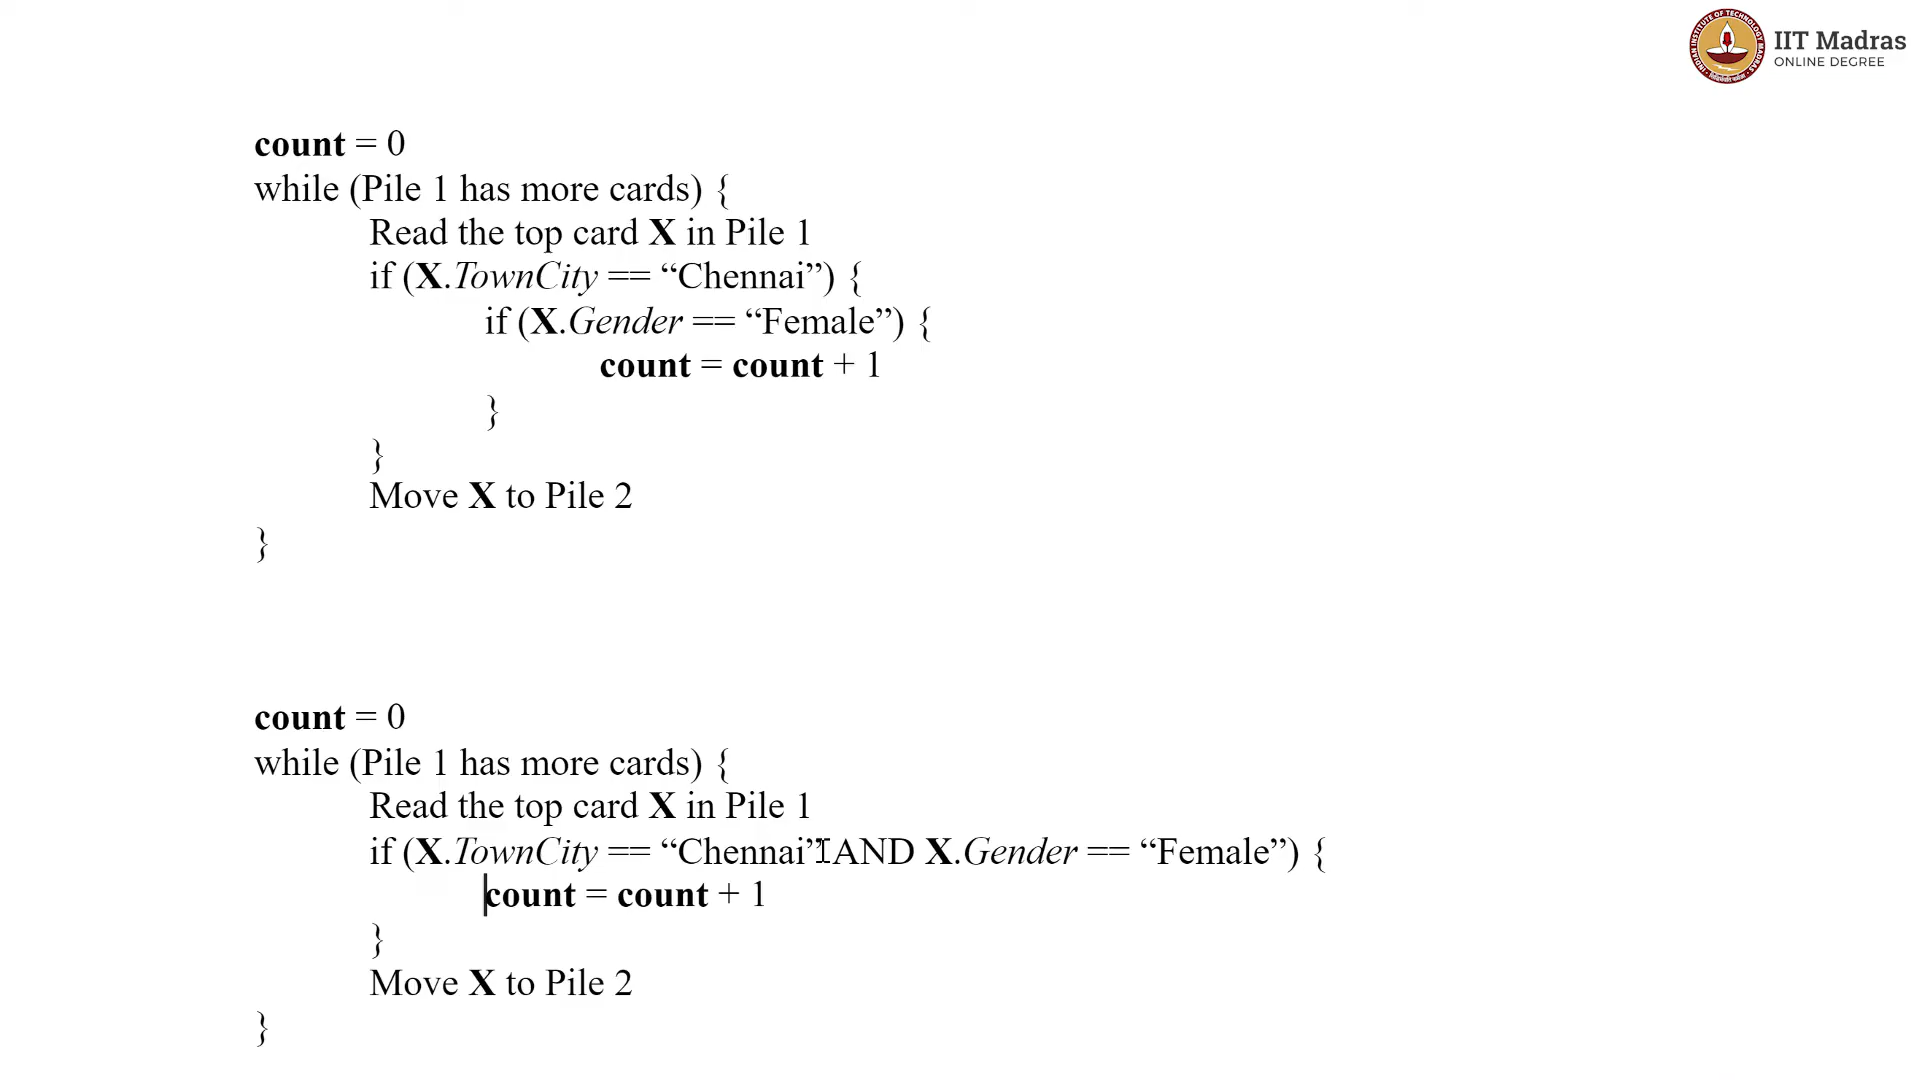 IIT Madras
ONLINE DEGREE
count = 0
while (Pile 1 has more cards) {
Read the top card X in Pile 1
if (X.TownCity == “Chennai”) {
if (X.Gender == “Female”) {
count = count + 1
}
}
Move X to Pile 2
}
count = 0
while (Pile 1 has more cards) {
Read the top card X in Pile 1
if (X.TownCity == “Chennai” AND X.Gender == “Female”) {
count = count + 1
}
Move X to Pile 2
}